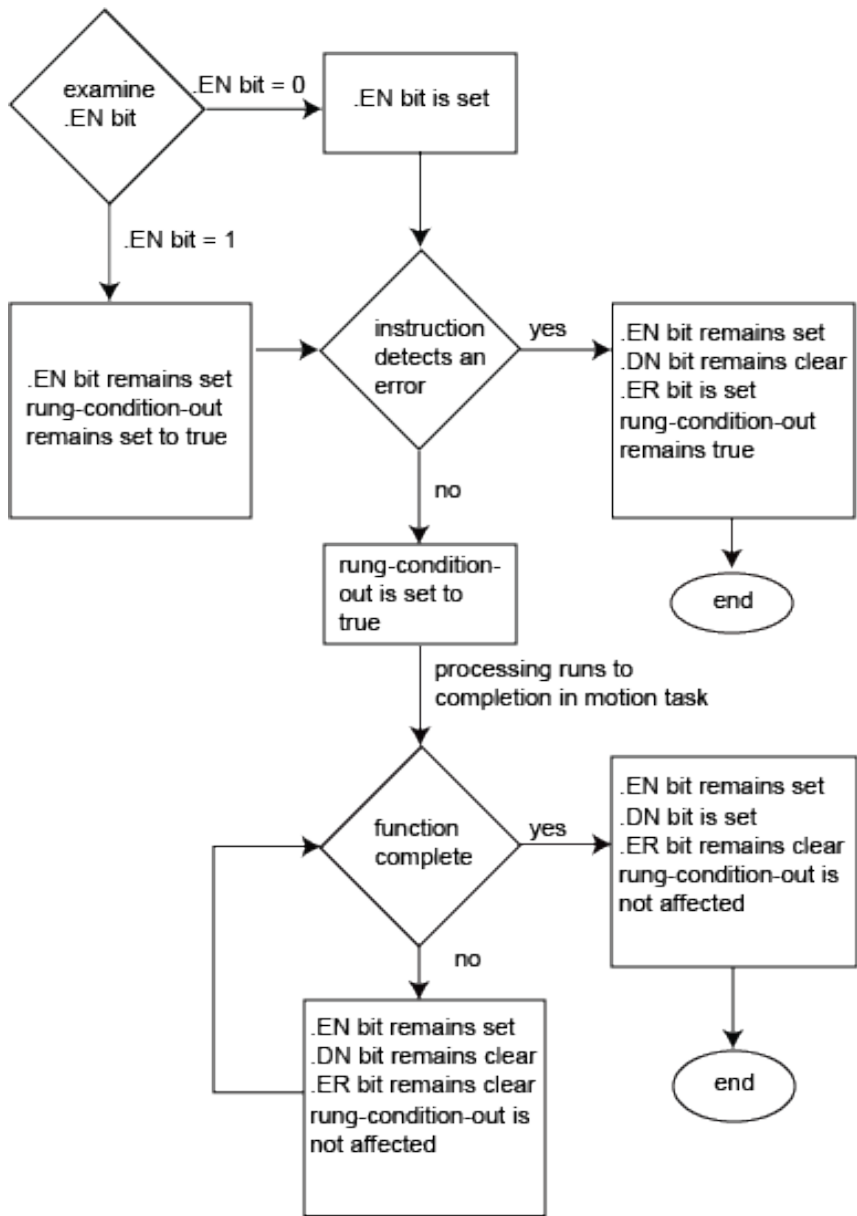 examine
.EN bit
.EN bit = 0
.EN bit is set
.EN bit = 1
.EN bit remains set
rung-condition-out
remains set to true
instruction
detects an
error
yes
.EN bit remains set
.DN bit remains clear
.ER bit is set
rung-condition-out
remains true
end
no
rung-condition-
out is set to
true
processing runs to
completion in motion task
function
complete
yes
.EN bit remains set
.DN bit is set
.ER bit remains clear
rung-condition-out is
not affected
end
no
.EN bit remains set
.DN bit remains clear
.ER bit remains clear
rung-condition-out is
not affected